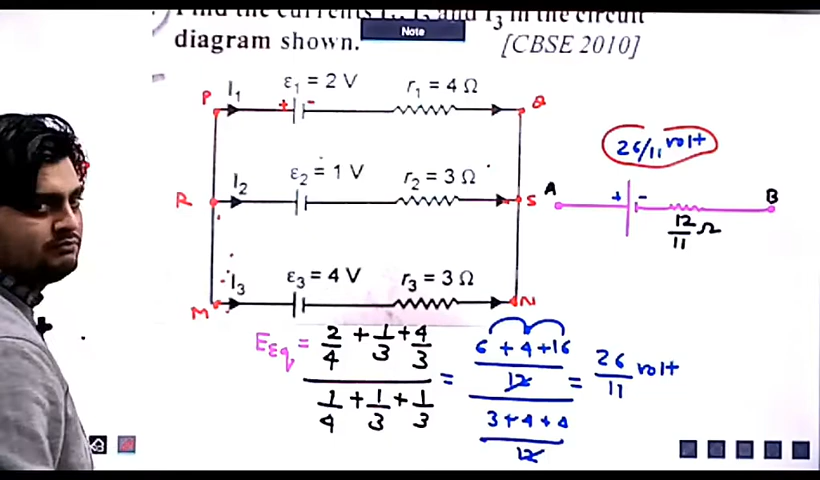 Find the currents I₁, I₂ and I₃ in the circuit
Note
diagram shown. [CBSE 2010]
P I₁ ε₁ = 2 V r₁ = 4 Ω Q
+ -
26/11 volt
R I₂ ε₂ = 1 V r₂ = 3 Ω S
A + - B
12/11 Ω
M I₃ ε₃ = 4 V r₃ = 3 Ω N
E_Eq = (2/4 + 1/3 + 4/3) / (1/4 + 1/3 + 1/3) = ((6 + 4 + 16)/12) / ((3 + 4 + 4)/12) = 26/11 volt